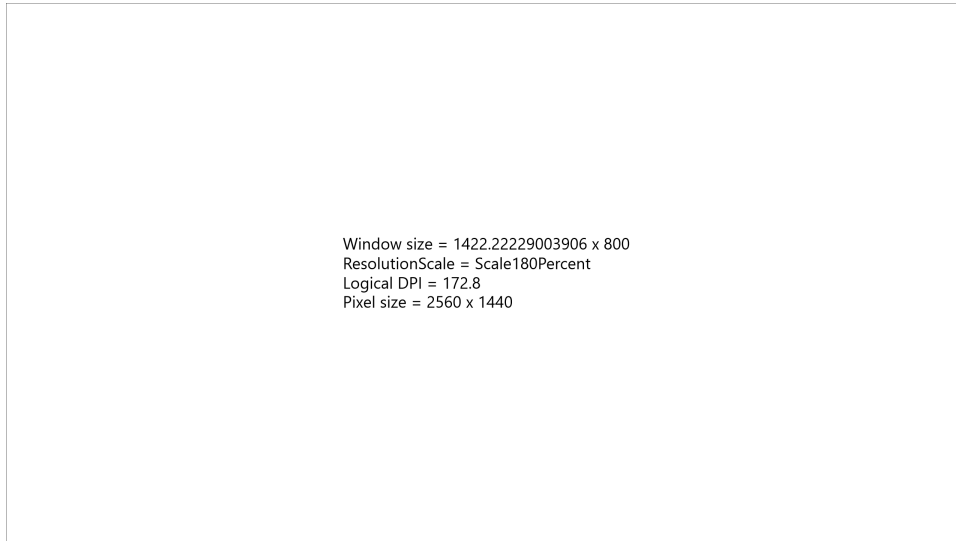 Window size = 1422.22229003906 x 800
ResolutionScale = Scale180Percent
Logical DPI = 172.8
Pixel size = 2560 x 1440